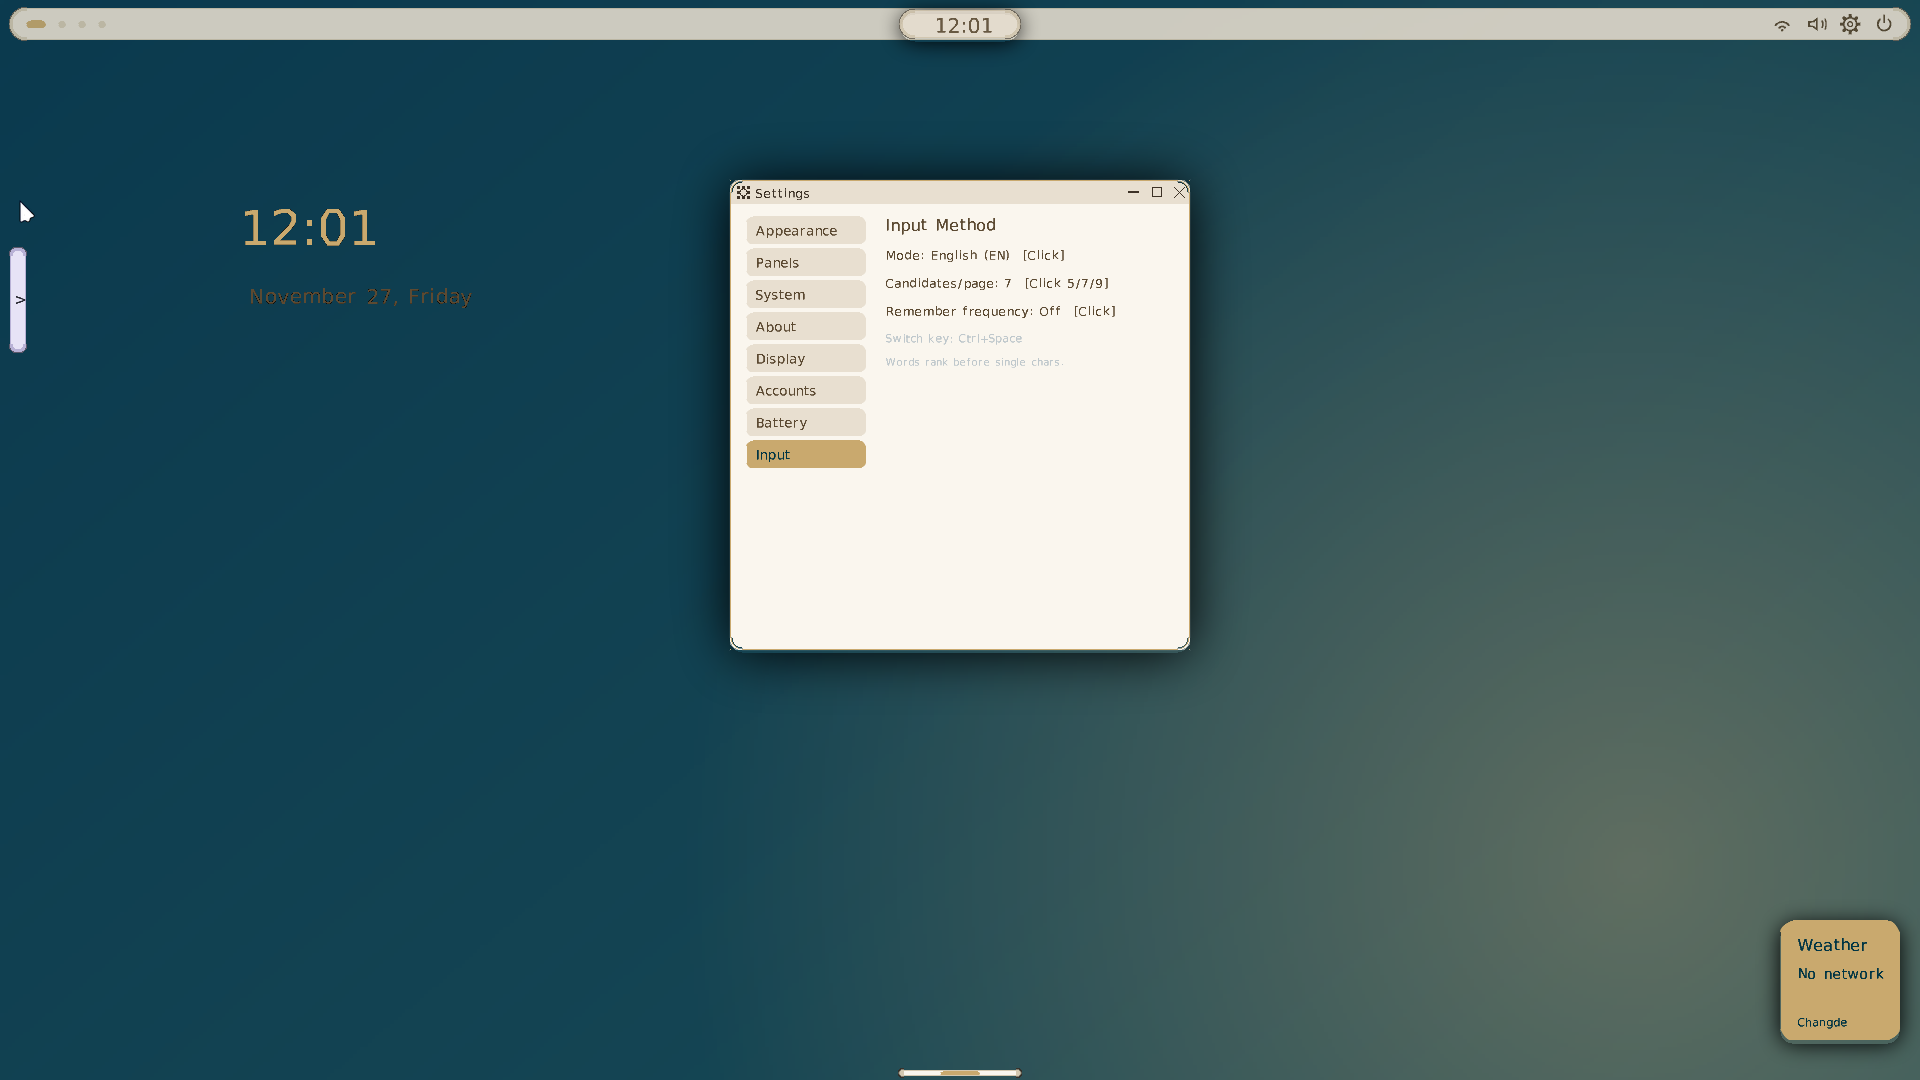 12:01
12:01
November 27, Friday
>
Settings
Appearance
Panels
System
About
Display
Accounts
Battery
Input
Input Method
Mode: English (EN) [Click]
Candidates/page: 7 [Click 5/7/9]
Remember frequency: Off [Click]
Switch key: Ctrl+Space
Words rank before single chars.
Weather
No network
Changde